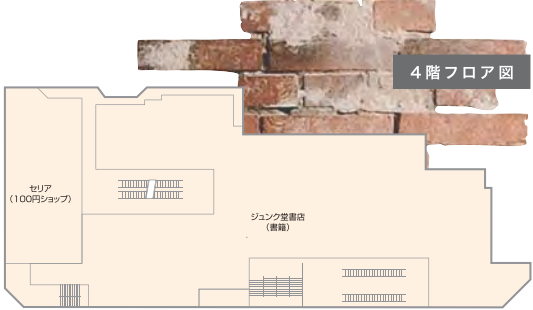 4階フロア図
セリア
（100円ショップ）
ジュンク堂書店
（書籍）